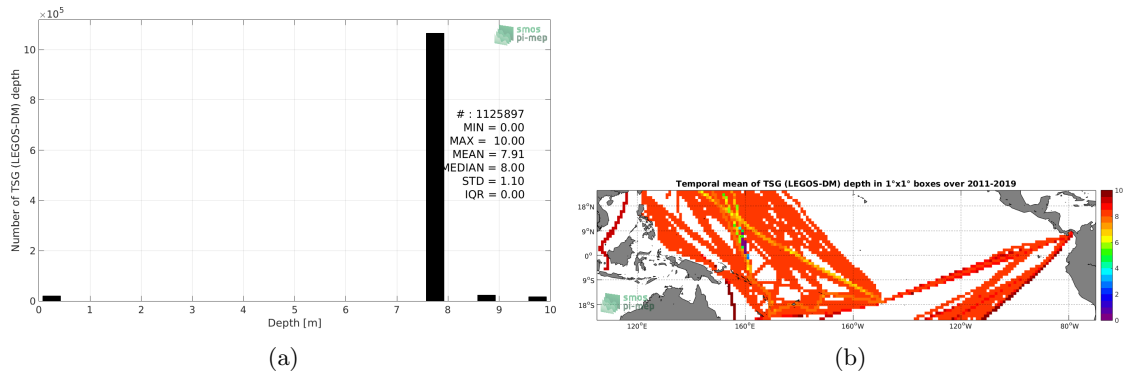 ×10⁵
10
8
6
4
2
0
Number of TSG (LEGOS-DM) depth
smos
pi-mep
# : 1125897
MIN = 0.00
MAX = 10.00
MEAN = 7.91
MEDIAN = 8.00
STD = 1.10
IQR = 0.00
0 1 2 3 4 5 6 7 8 9 10
Depth [m]
(a)
Temporal mean of TSG (LEGOS-DM) depth in 1°x1° boxes over 2011-2019
18°N
9°N
0°
9°S
18°S
smos
pi-mep
120°E 160°E 160°W 120°W 80°W
10
8
6
4
2
0
(b)